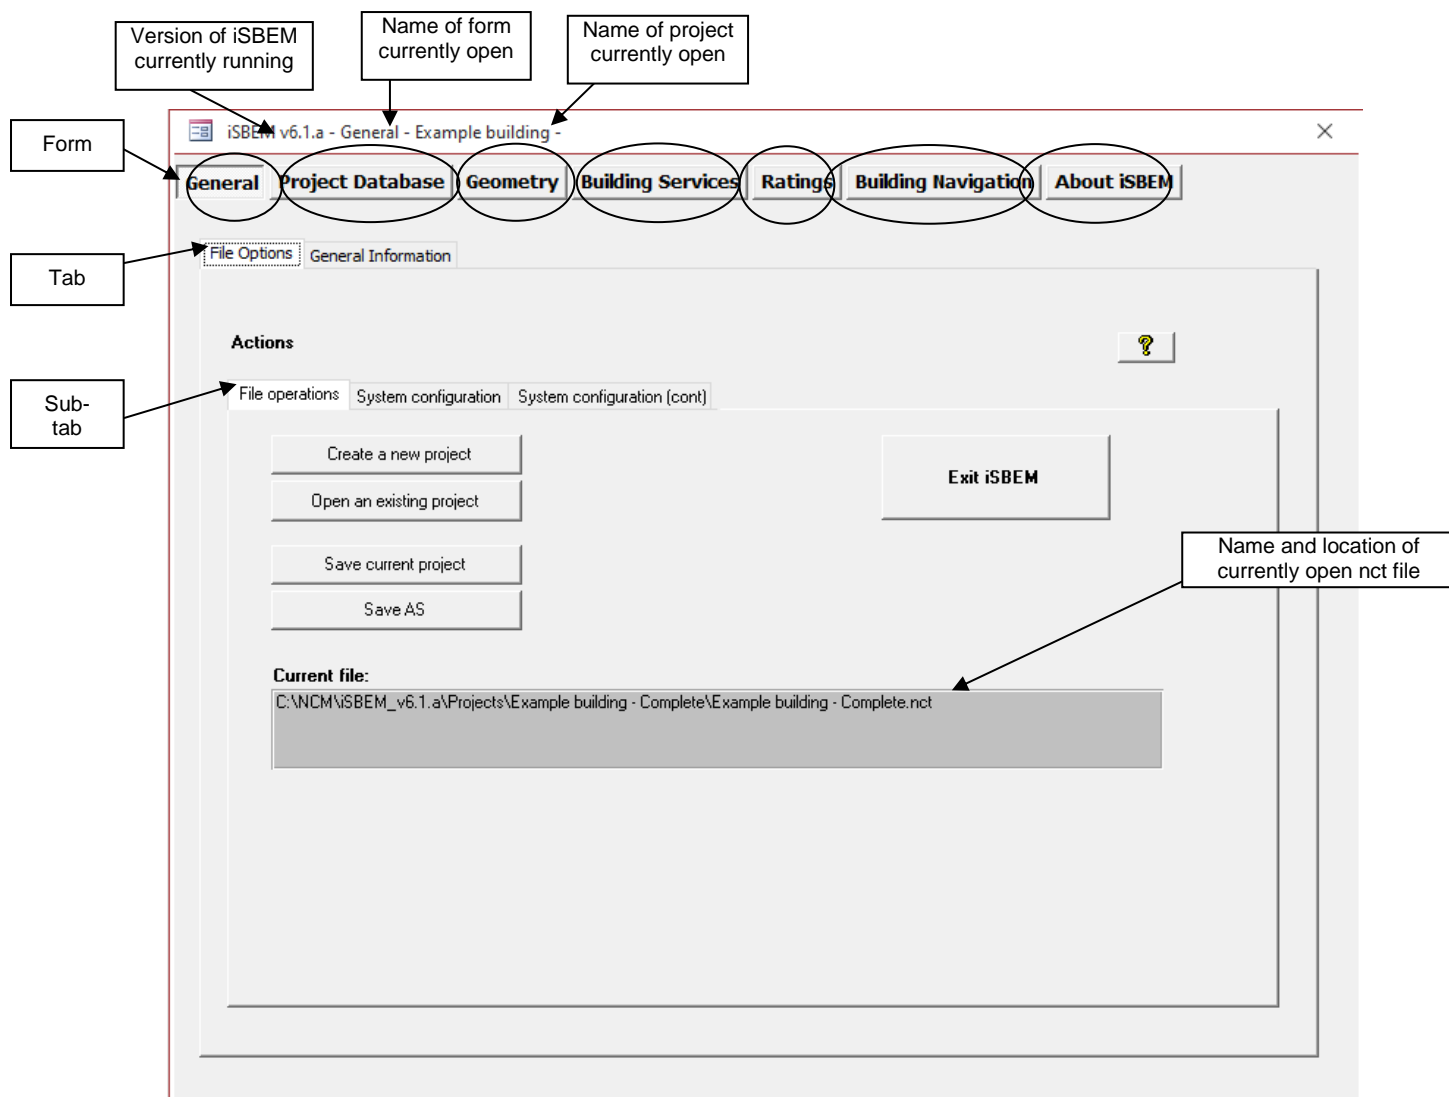 Version of iSBEM
currently running
Name of form
currently open
Name of project
currently open
Form
iSBEM v6.1.a - General - Example building -
General Project Database Geometry Building Services Ratings Building Navigation About iSBEM
Tab
File Options General Information
Actions
Sub-
tab
File operations System configuration System configuration (cont)
Create a new project
Exit iSBEM
Open an existing project
Name and location of
currently open nct file
Save current project
Save AS
Current file:
C:\NCM\iSBEM_v6.1.a\Projects\Example building - Complete\Example building - Complete.nct